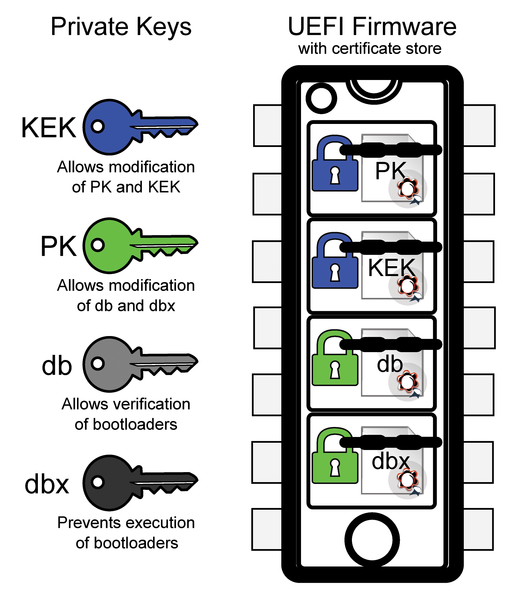 Private Keys
KEK
Allows modification
of PK and KEK
PK
Allows modification
of db and dbx
db
Allows verification
of bootloaders
dbx
Prevents execution
of bootloaders
UEFI Firmware
with certificate store
PK
KEK
db
dbx